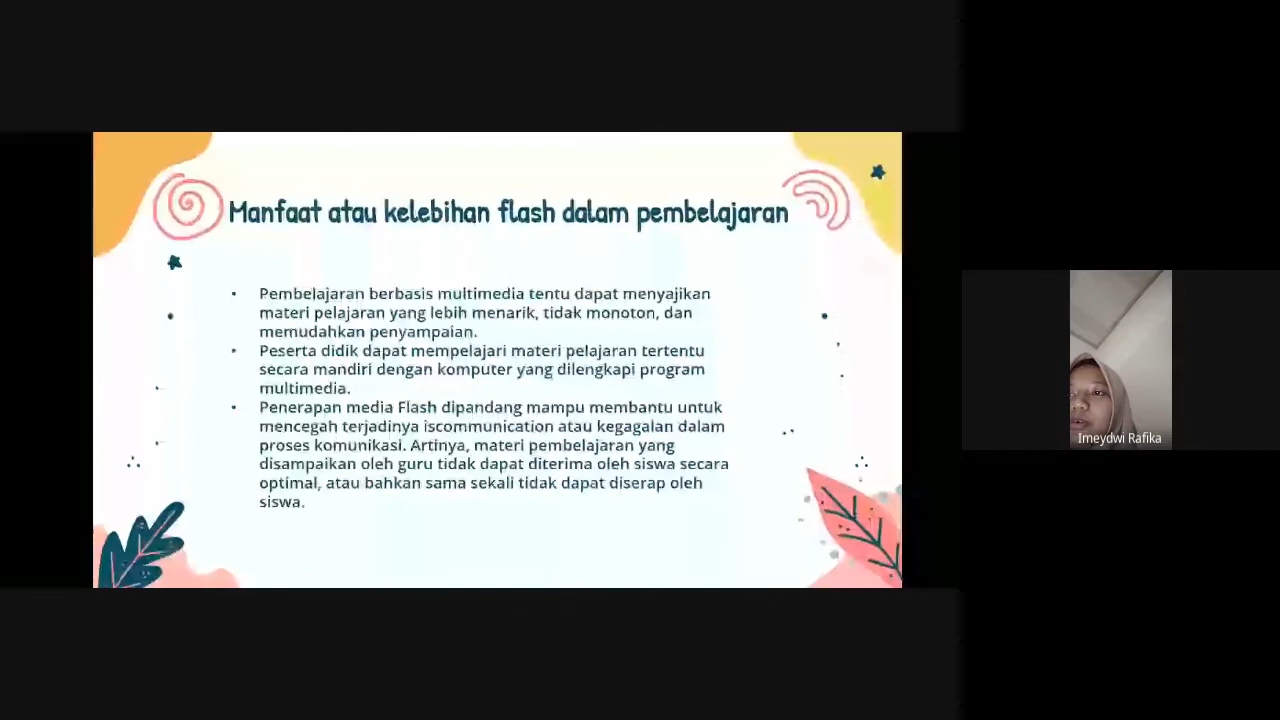 Manfaat atau kelebihan flash dalam pembelajaran
• Pembelajaran berbasis multimedia tentu dapat menyajikan
materi pelajaran yang lebih menarik, tidak monoton, dan
memudahkan penyampaian.
• Peserta didik dapat mempelajari materi pelajaran tertentu
secara mandiri dengan komputer yang dilengkapi program
multimedia.
• Penerapan media Flash dipandang mampu membantu untuk
mencegah terjadinya iscommunication atau kegagalan dalam
proses komunikasi. Artinya, materi pembelajaran yang
disampaikan oleh guru tidak dapat diterima oleh siswa secara
optimal, atau bahkan sama sekali tidak dapat diserap oleh
siswa.
Imeydwi Rafika